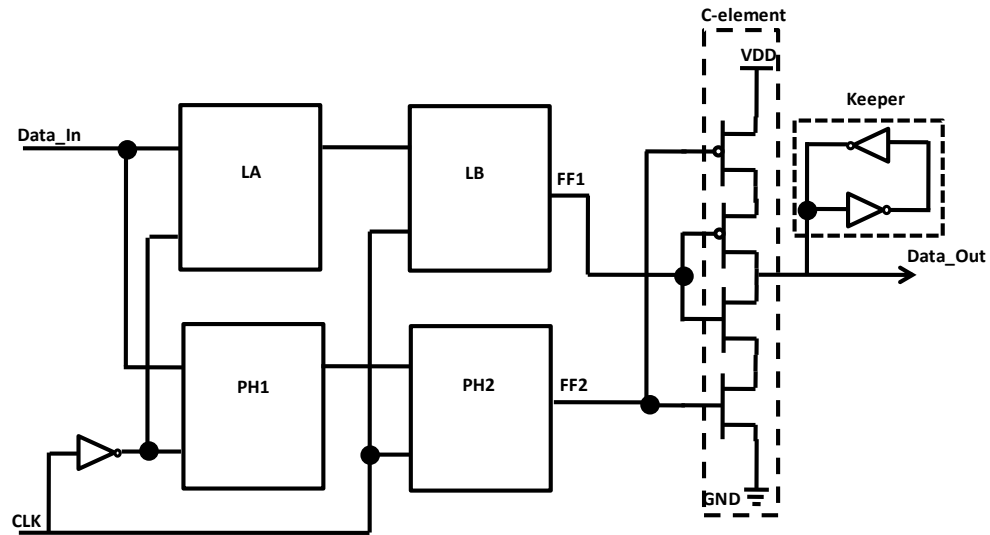 C-element
VDD
Keeper
Data_In
LA
LB
FF1
Data_Out
PH1
PH2
FF2
GND
CLK